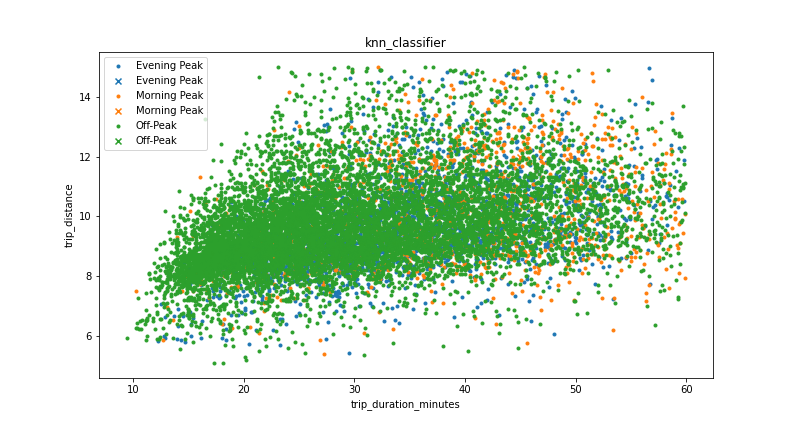 knn_classifier
Evening Peak
Evening Peak
Morning Peak
Morning Peak
Off-Peak
Off-Peak
14
12
10
8
6
trip_distance
10 20 30 40 50 60
trip_duration_minutes